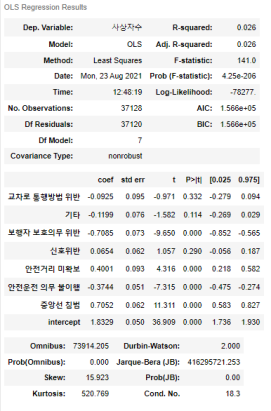 OLS Regression Results
Dep. Variable: 사상자수 R-squared: 0.026
Model: OLS Adj. R-squared: 0.026
Method: Least Squares F-statistic: 141.0
Date: Mon, 23 Aug 2021 Prob (F-statistic): 4.25e-206
Time: 12:48:19 Log-Likelihood: -78277.
No. Observations: 37128 AIC: 1.566e+05
Df Residuals: 37120 BIC: 1.566e+05
Df Model: 7
Covariance Type: nonrobust
coef std err t P>|t| [0.025 0.975]
교차로 통행방법 위반 -0.0925 0.095 -0.971 0.332 -0.279 0.094
기타 -0.1199 0.076 -1.582 0.114 -0.269 0.029
보행자 보호의무 위반 -0.7085 0.073 -9.650 0.000 -0.852 -0.565
신호위반 0.0654 0.062 1.057 0.290 -0.056 0.187
안전거리 미확보 0.4001 0.093 4.316 0.000 0.218 0.582
안전운전 의무 불이행 -0.3744 0.051 -7.315 0.000 -0.475 -0.274
중앙선 침범 0.7052 0.062 11.311 0.000 0.583 0.827
intercept 1.8329 0.050 36.909 0.000 1.736 1.930
Omnibus: 73914.205 Durbin-Watson: 2.000
Prob(Omnibus): 0.000 Jarque-Bera (JB): 416295721.253
Skew: 15.923 Prob(JB): 0.00
Kurtosis: 520.769 Cond. No. 18.3